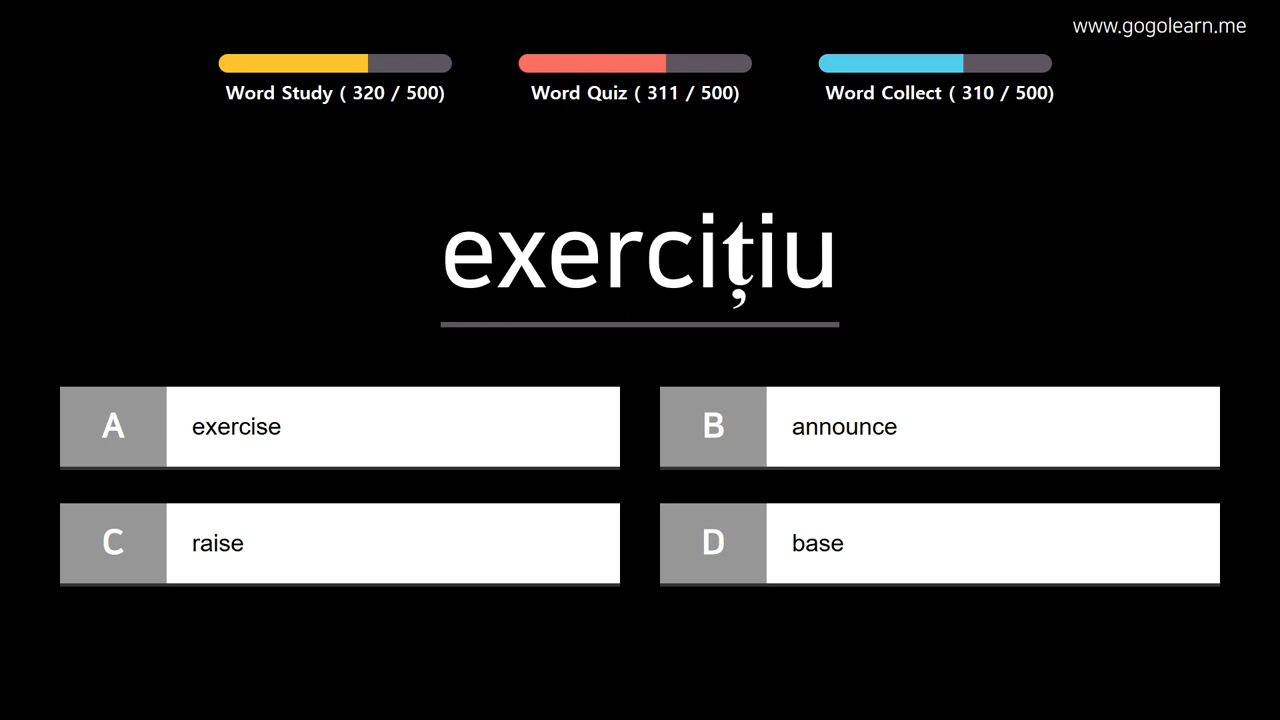 www.gogolearn.me
Word Study ( 320 / 500)
Word Quiz ( 311 / 500)
Word Collect ( 310 / 500)
exercițiu
A exercise
B announce
C raise
D base